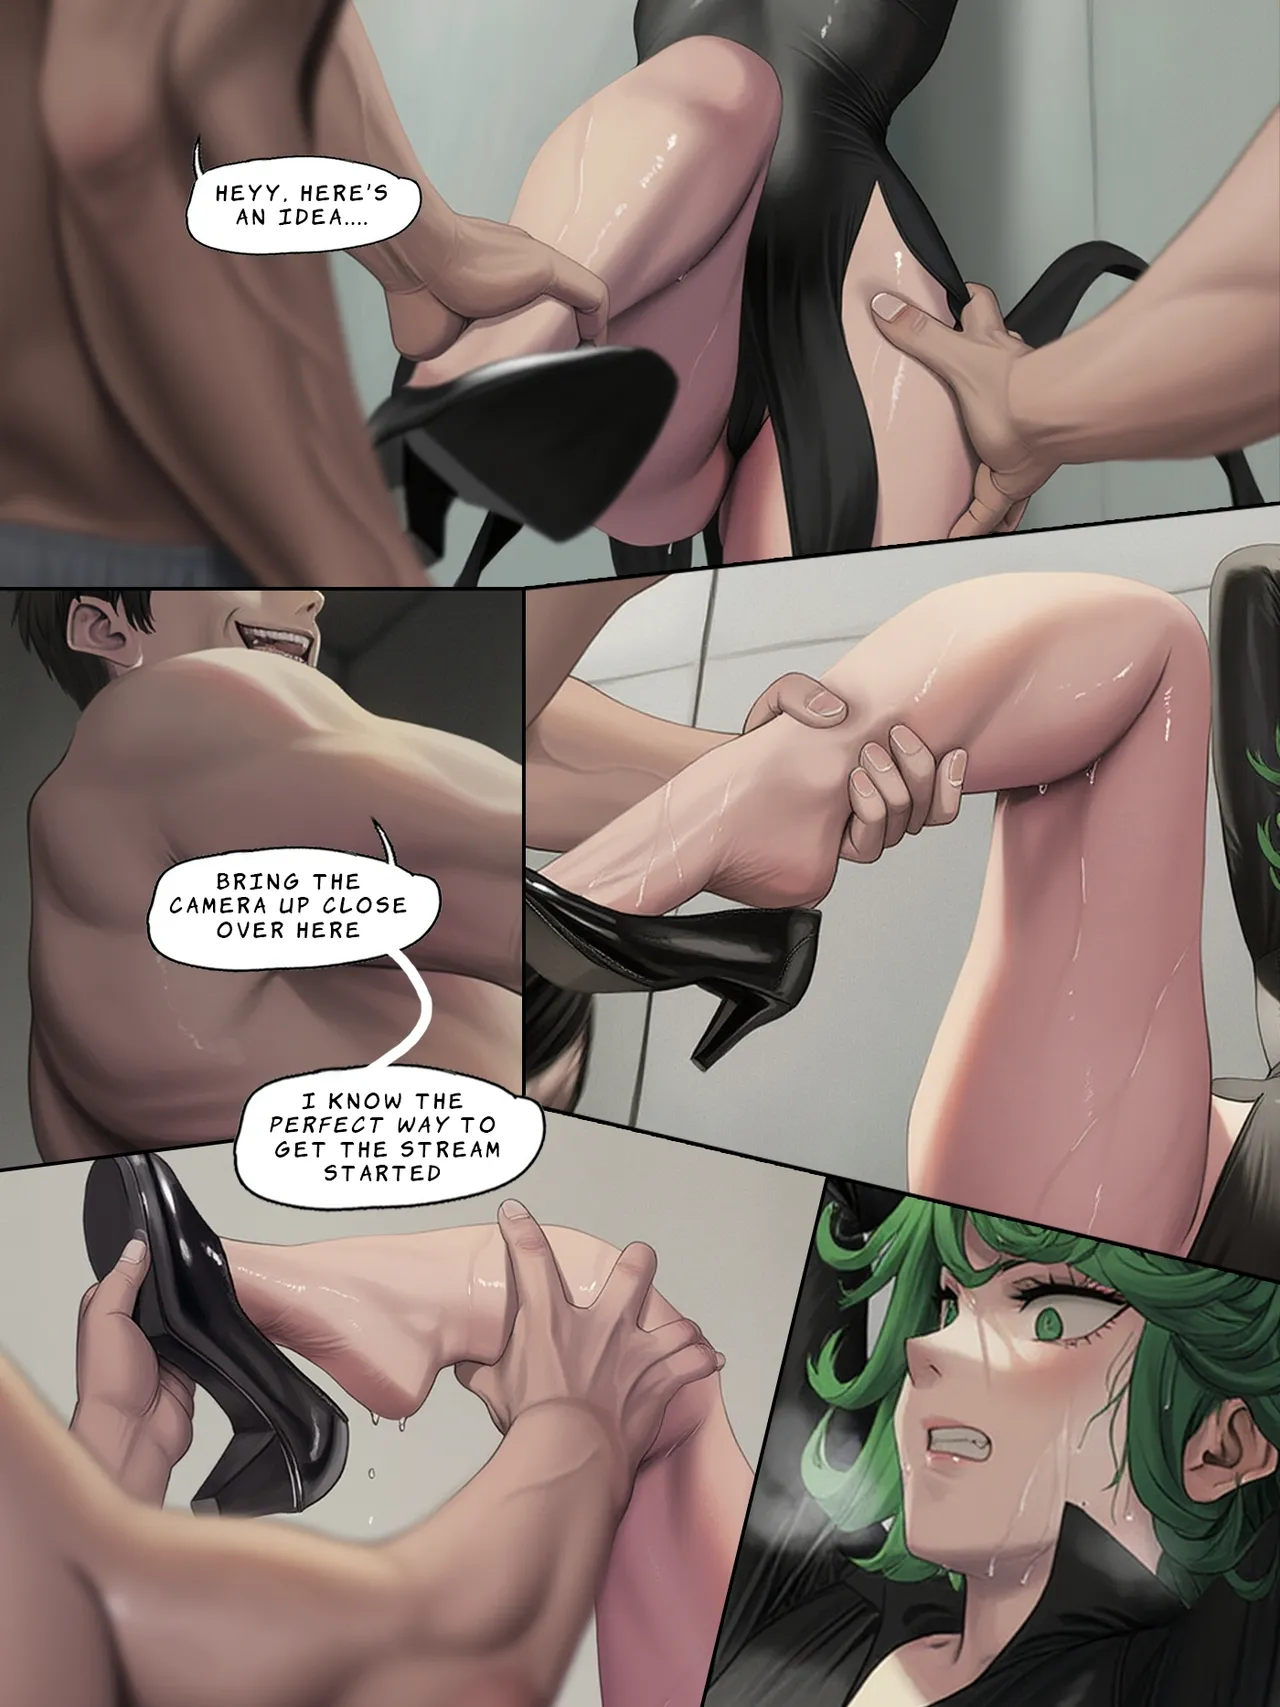 HEYY, HERE'S
AN IDEA....
BRING THE
CAMERA UP CLOSE
OVER HERE
I KNOW THE
PERFECT WAY TO
GET THE STREAM
STARTED